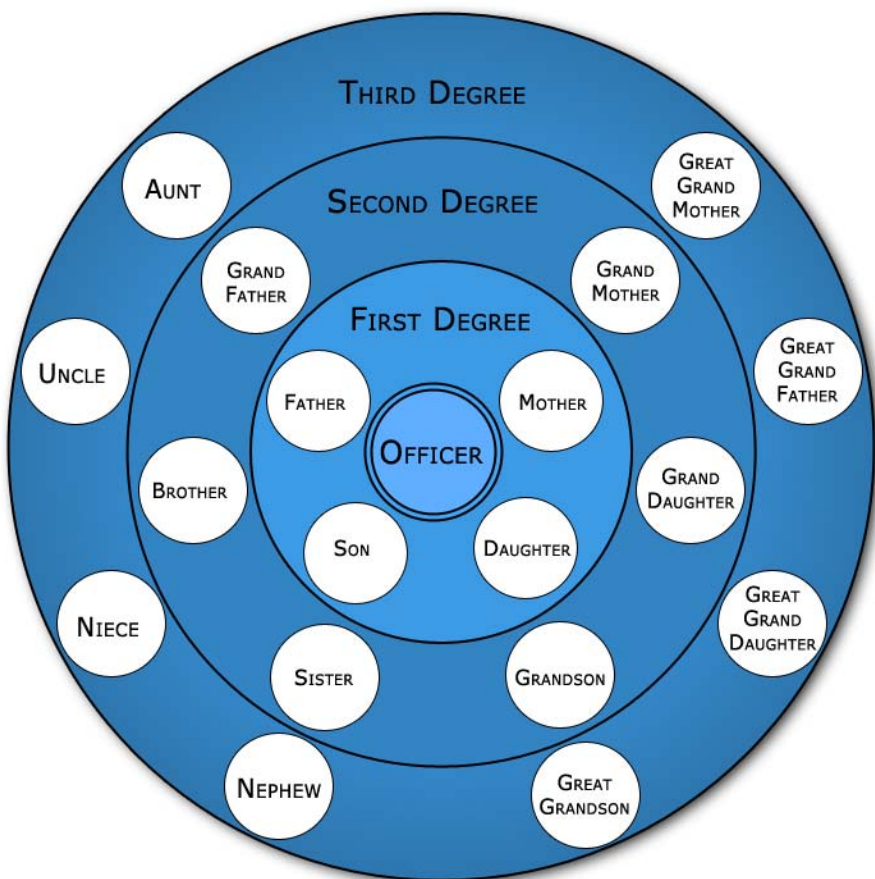 THIRD DEGREE
AUNT
GREAT
GRAND
MOTHER
SECOND DEGREE
GRAND
FATHER
GRAND
MOTHER
FIRST DEGREE
UNCLE
GREAT
GRAND
FATHER
FATHER
MOTHER
OFFICER
BROTHER
GRAND
DAUGHTER
SON
DAUGHTER
NIECE
GREAT
GRAND
DAUGHTER
SISTER
GRANDSON
NEPHEW
GREAT
GRANDSON